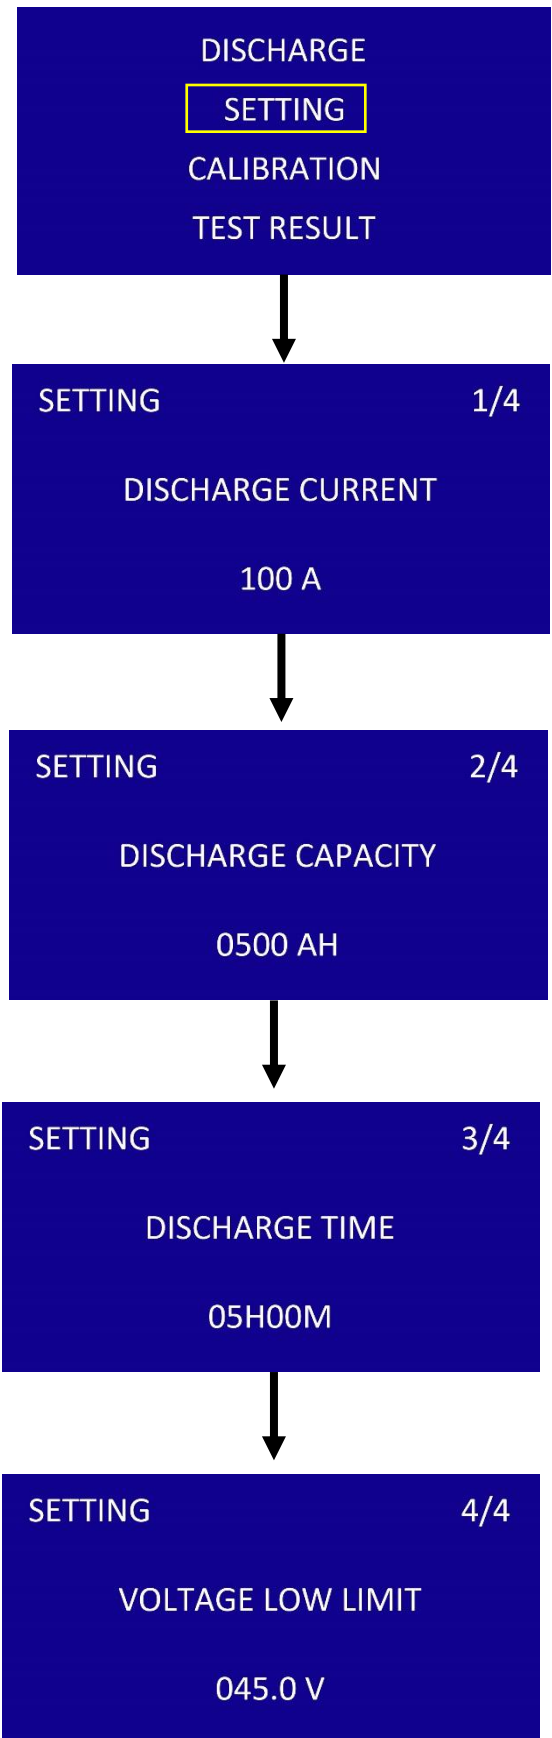 DISCHARGE
SETTING
CALIBRATION
TEST RESULT
SETTING 1/4
DISCHARGE CURRENT
100 A
SETTING 2/4
DISCHARGE CAPACITY
0500 AH
SETTING 3/4
DISCHARGE TIME
05H00M
SETTING 4/4
VOLTAGE LOW LIMIT
045.0 V